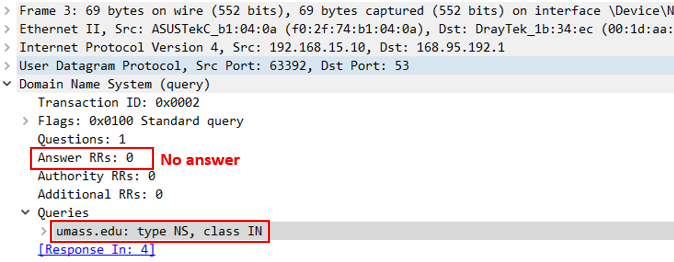 Frame 3: 69 bytes on wire (552 bits), 69 bytes captured (552 bits) on interface \Device\N
Ethernet II, Src: ASUSTekC_b1:04:0a (f0:2f:74:b1:04:0a), Dst: DrayTek_1b:34:ec (00:1d:aa:
Internet Protocol Version 4, Src: 192.168.15.10, Dst: 168.95.192.1
User Datagram Protocol, Src Port: 63392, Dst Port: 53
Domain Name System (query)
Transaction ID: 0x0002
Flags: 0x0100 Standard query
Questions: 1
Answer RRs: 0 No answer
Authority RRs: 0
Additional RRs: 0
Queries
umass.edu: type NS, class IN
[Response In: 4]